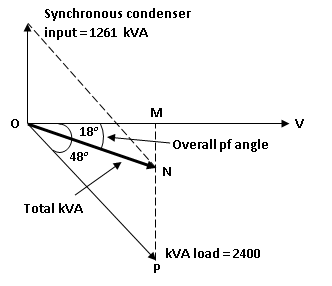 Synchronous condenser
input = 1261 kVA
M
O
V
18°
Overall pf angle
48°
N
Total kVA
kVA load = 2400
P